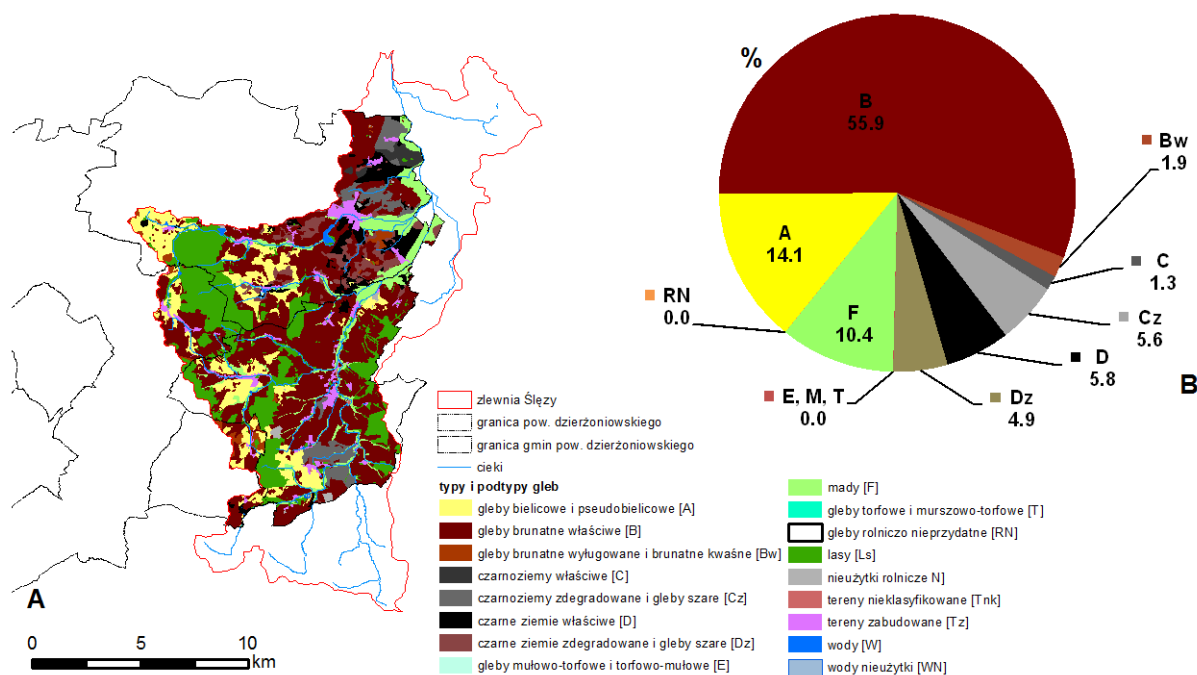 %
B
55.9
Bw
1.9
C
1.3
Cz
5.6
D
5.8
Dz
4.9
E, M, T
0.0
F
10.4
RN
0.0
A
14.1
B
zlewnia Ślęzy
granica pow. dzierżoniowskiego
granica gmin pow. dzierżoniowskiego
cieki
typy i podtypy gleb
gleby bielicowe i pseudobielicowe [A]
gleby brunatne właściwe [B]
gleby brunatne wyługowane i brunatne kwaśne [Bw]
czarnoziemy właściwe [C]
czarnoziemy zdegradowane i gleby szare [Cz]
czarne ziemie właściwe [D]
czarne ziemie zdegradowane i gleby szare [Dz]
gleby mułowo-torfowe i torfowo-mułowe [E]
mady [F]
gleby torfowe i murszowo-torfowe [T]
gleby rolniczo nieprzydatne [RN]
lasy [Ls]
nieużytki rolnicze N]
tereny nieklasyfikowane [Tnk]
tereny zabudowane [Tz]
wody [W]
wody nieużytki [WN]
A
0 5 10
km